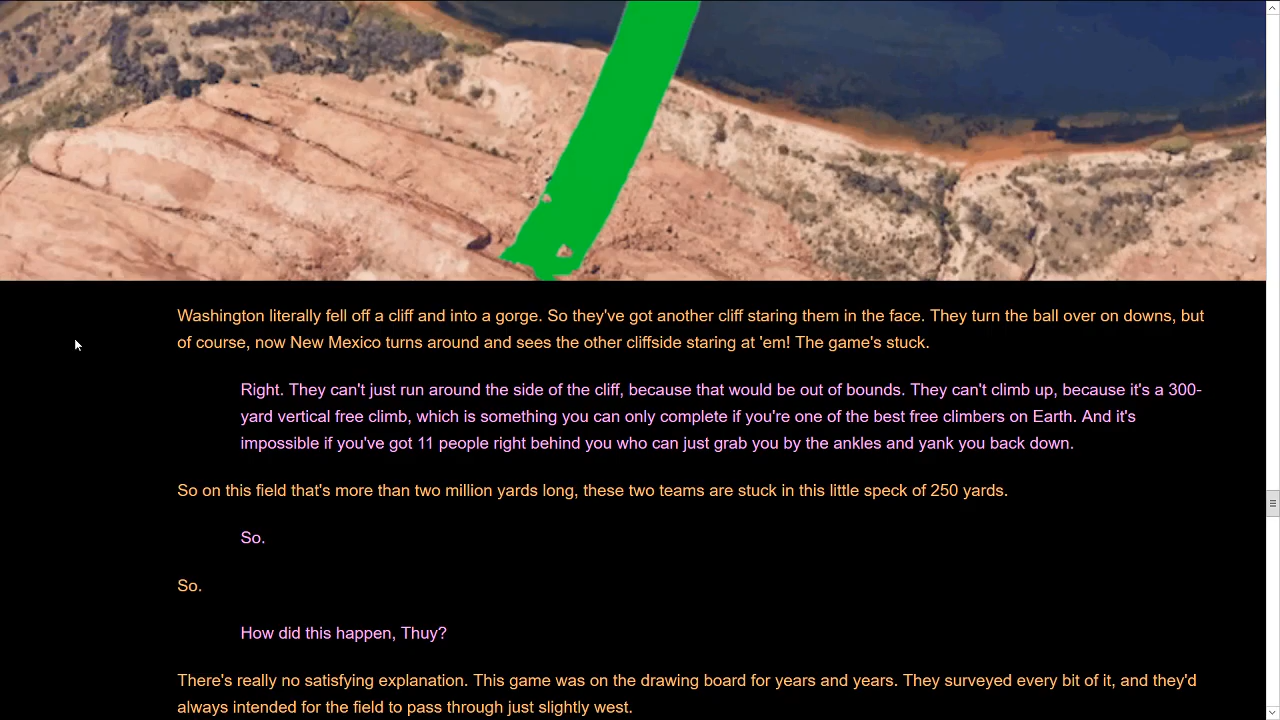 Washington literally fell off a cliff and into a gorge. So they've got another cliff staring them in the face. They turn the ball over on downs, but
of course, now New Mexico turns around and sees the other cliffside staring at 'em! The game's stuck.
Right. They can't just run around the side of the cliff, because that would be out of bounds. They can't climb up, because it's a 300-
yard vertical free climb, which is something you can only complete if you're one of the best free climbers on Earth. And it's
impossible if you've got 11 people right behind you who can just grab you by the ankles and yank you back down.
So on this field that's more than two million yards long, these two teams are stuck in this little speck of 250 yards.
So.
So.
How did this happen, Thuy?
There's really no satisfying explanation. This game was on the drawing board for years and years. They surveyed every bit of it, and they'd
always intended for the field to pass through just slightly west.